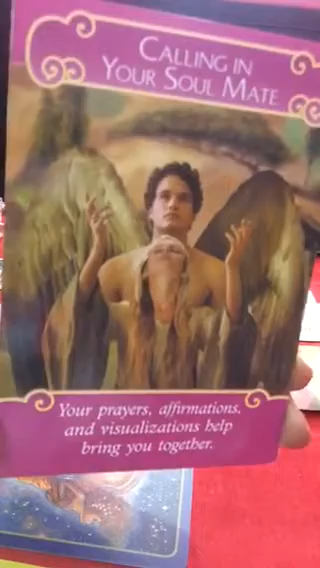 CALLING IN
YOUR SOUL MATE
Your prayers, affirmations,
and visualizations help
bring you together.